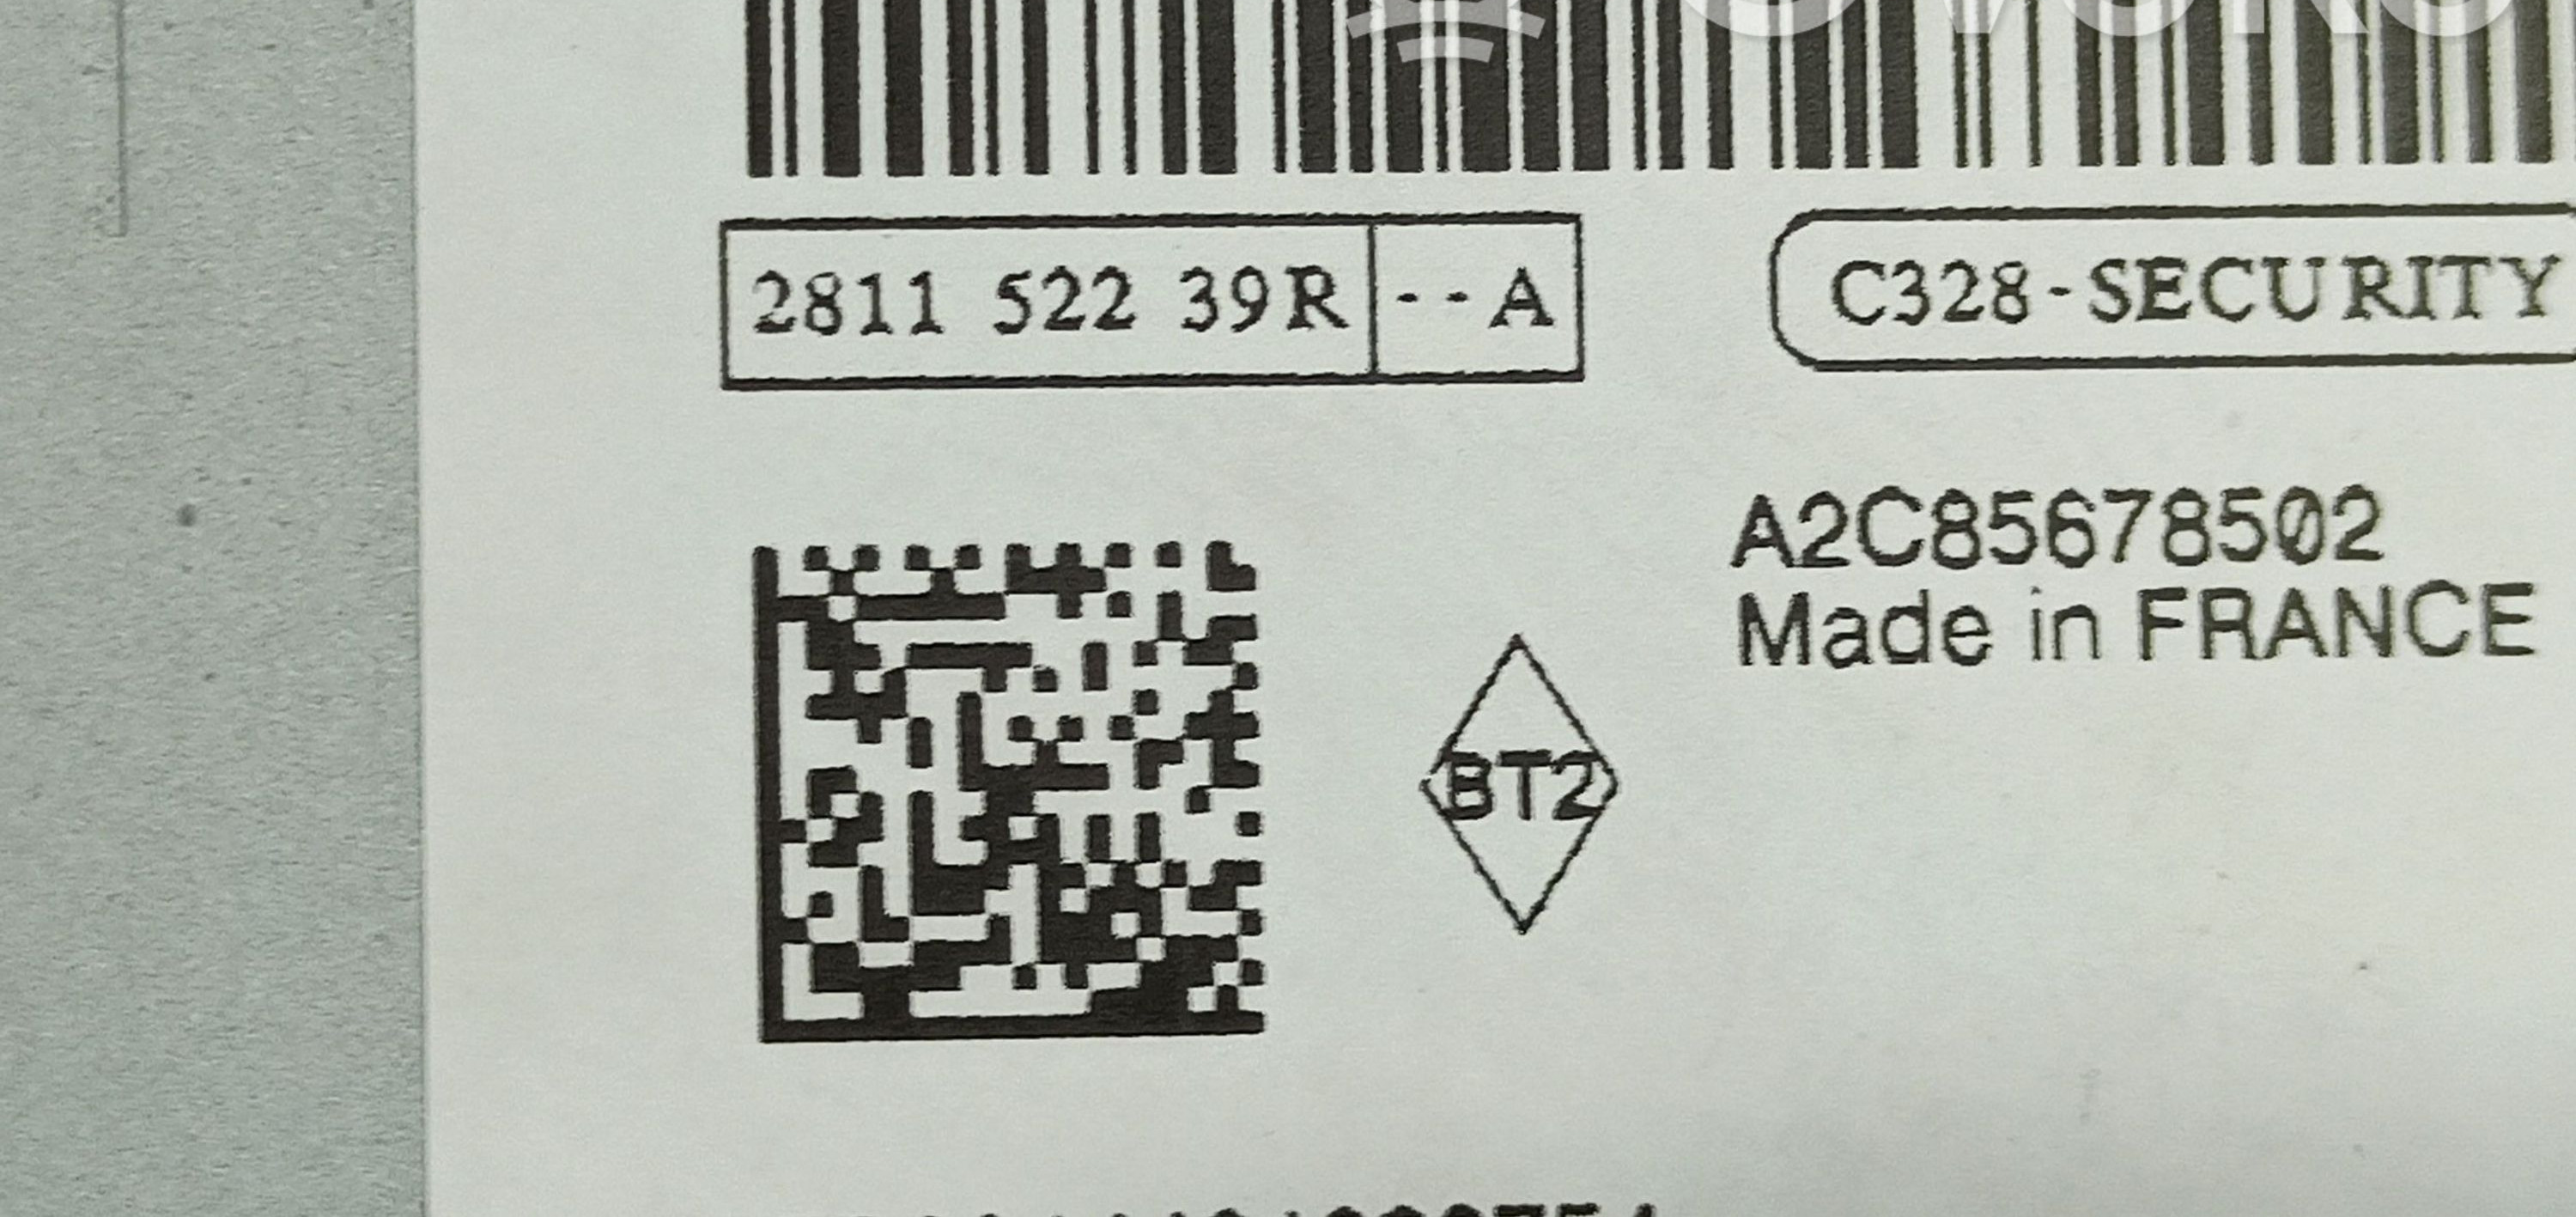 2811 522 39R --A
C328-SECURITY
A2C85678502
Made in FRANCE
BT2